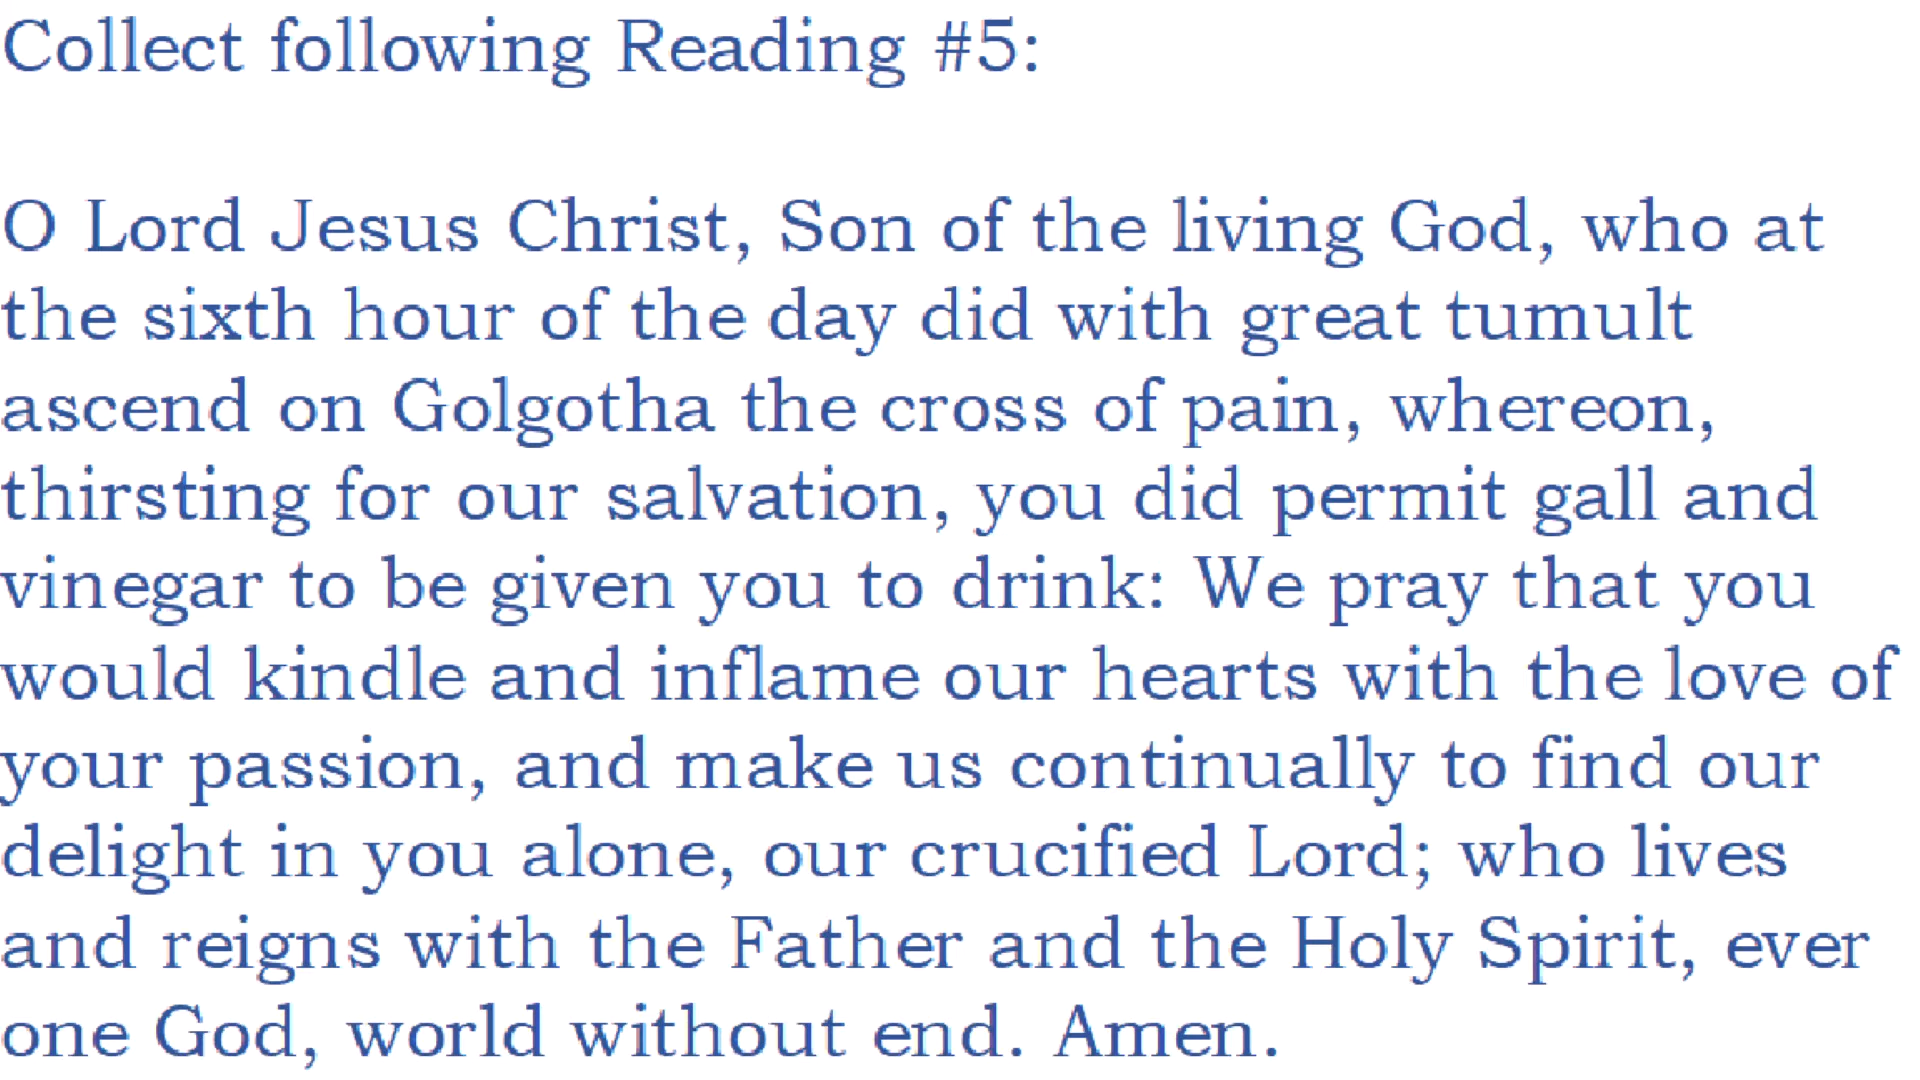 Collect following Reading #5:
O Lord Jesus Christ, Son of the living God, who at
the sixth hour of the day did with great tumult
ascend on Golgotha the cross of pain, whereon,
thirsting for our salvation, you did permit gall and
vinegar to be given you to drink: We pray that you
would kindle and inflame our hearts with the love of
your passion, and make us continually to find our
delight in you alone, our crucified Lord; who lives
and reigns with the Father and the Holy Spirit, ever
one God, world without end. Amen.